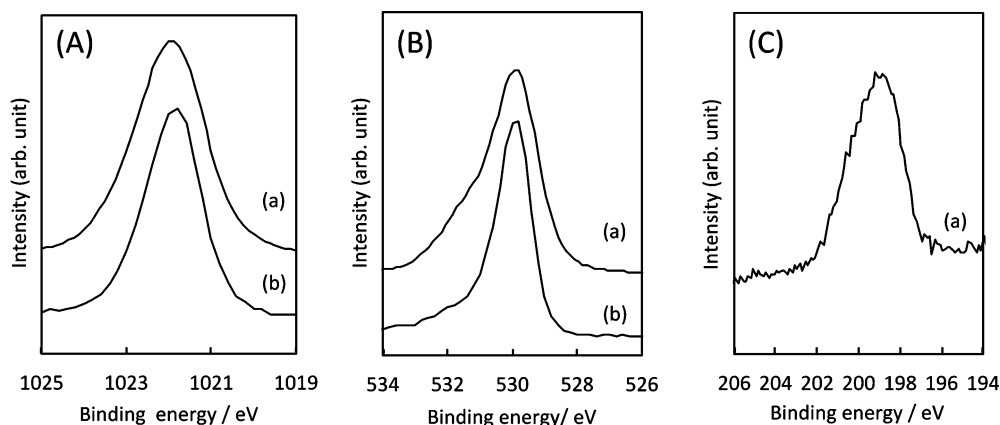 (A)
(a)
(b)
Intensity (arb. unit)
1025 1023 1021 1019
Binding energy / eV
(B)
(a)
(b)
Intensity (arb. unit)
534 532 530 528 526
Binding energy/ eV
(C)
(a)
Intensity (arb. unit)
206 204 202 200 198 196 194
Binding energy / eV